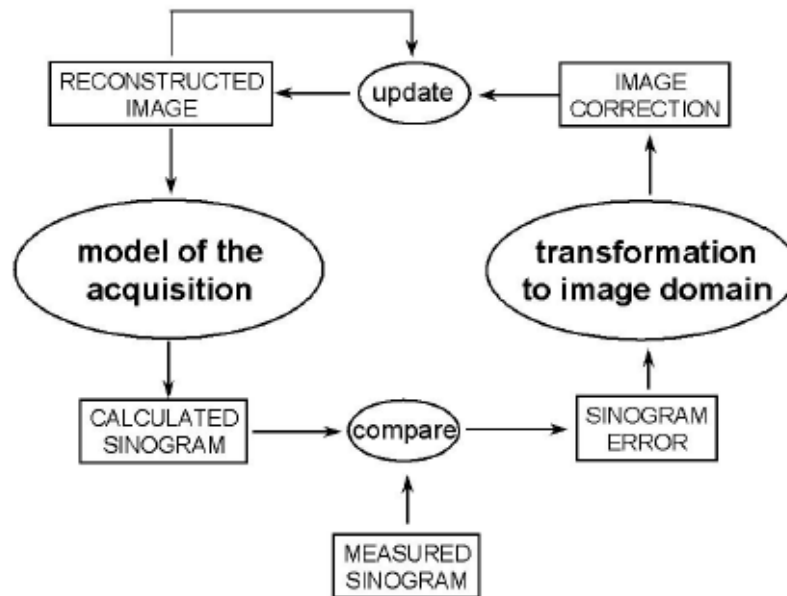 RECONSTRUCTED
IMAGE
update
IMAGE
CORRECTION
model of the
acquisition
transformation
to image domain
CALCULATED
SINOGRAM
compare
SINOGRAM
ERROR
MEASURED
SINOGRAM